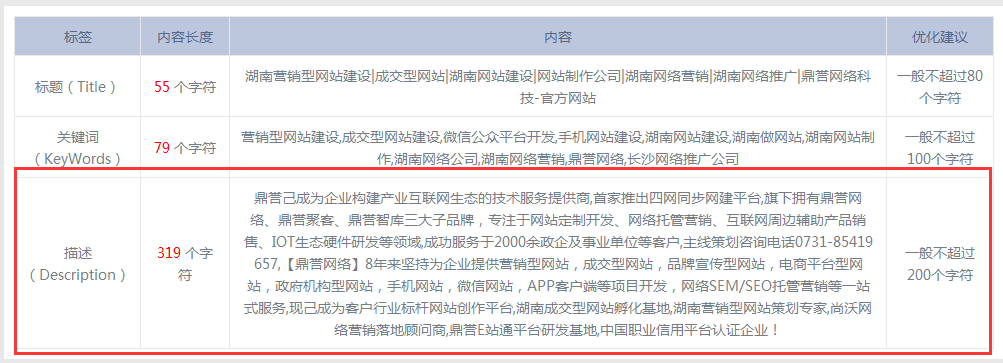 标签 内容长度 内容 优化建议
标题 ( Title ) 55 个字符 湖南营销型网站建设|成交型网站|湖南网站建设|网站制作公司|湖南网络营销|湖南网络推广|鼎誉网络科
技-官方网站
一般不超过80
个字符
关键词
( KeyWords )
79 个字符
营销型网站建设,成交型网站建设,微信公众平台开发,手机网站建设,湖南网站建设,湖南做网站,湖南网站制
作,湖南网络公司,湖南网络营销,鼎誉网络,长沙网络推广公司
一般不超过
100个字符
描述
( Description )
319 个字
符
鼎誉己成为企业构建产业互联网生态的技术服务提供商,首家推出四网同步网建平台,旗下拥有鼎誉网
络、鼎誉聚客、鼎誉智库三大子品牌，专注于网站定制开发、网络托管营销、互联网周边辅助产品销
售、IOT生态硬件研发等领域,成功服务于2000余政企及事业单位等客户,主线策划咨询电话0731-85419
657,【鼎誉网络】8年来坚持为企业提供营销型网站，成交型网站，品牌宣传型网站，电商平台型网
站，政府机构型网站，手机网站，微信网站，APP客户端等项目开发，网络SEM/SEO托管营销等一站
式服务,现己成为客户行业标杆网站创作平台,湖南成交型网站孵化基地,湖南营销型网站策划专家,尚沃网
络营销落地顾问商,鼎誉E站通平台研发基地,中国职业信用平台认证企业！
一般不超过
200个字符